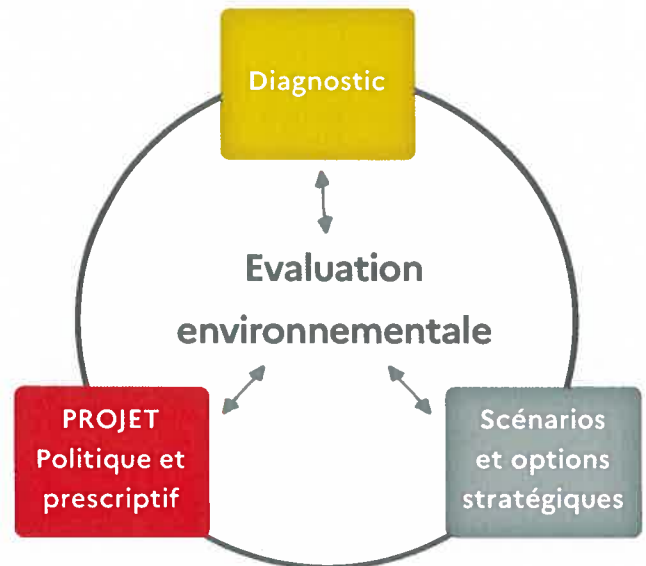 Diagnostic
Evaluation
environnementale
PROJET
Politique et
prescriptif
Scénarios
et options
stratégiques